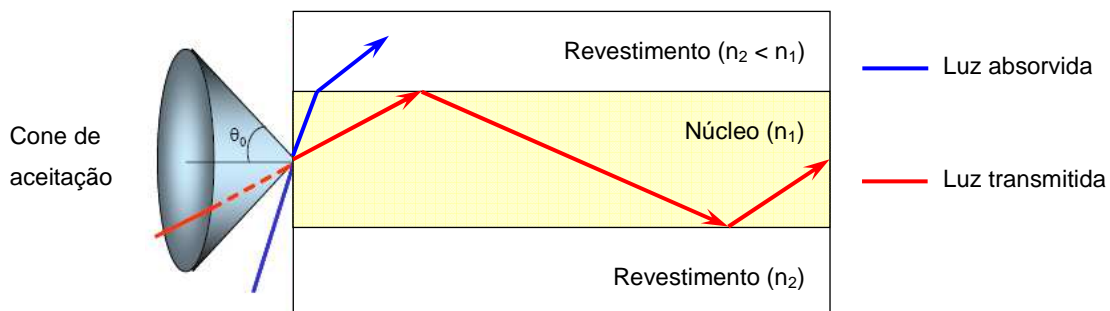 Revestimento (n₂ < n₁)
Luz absorvida
Cone de
aceitação
θ₀
Núcleo (n₁)
Luz transmitida
Revestimento (n₂)